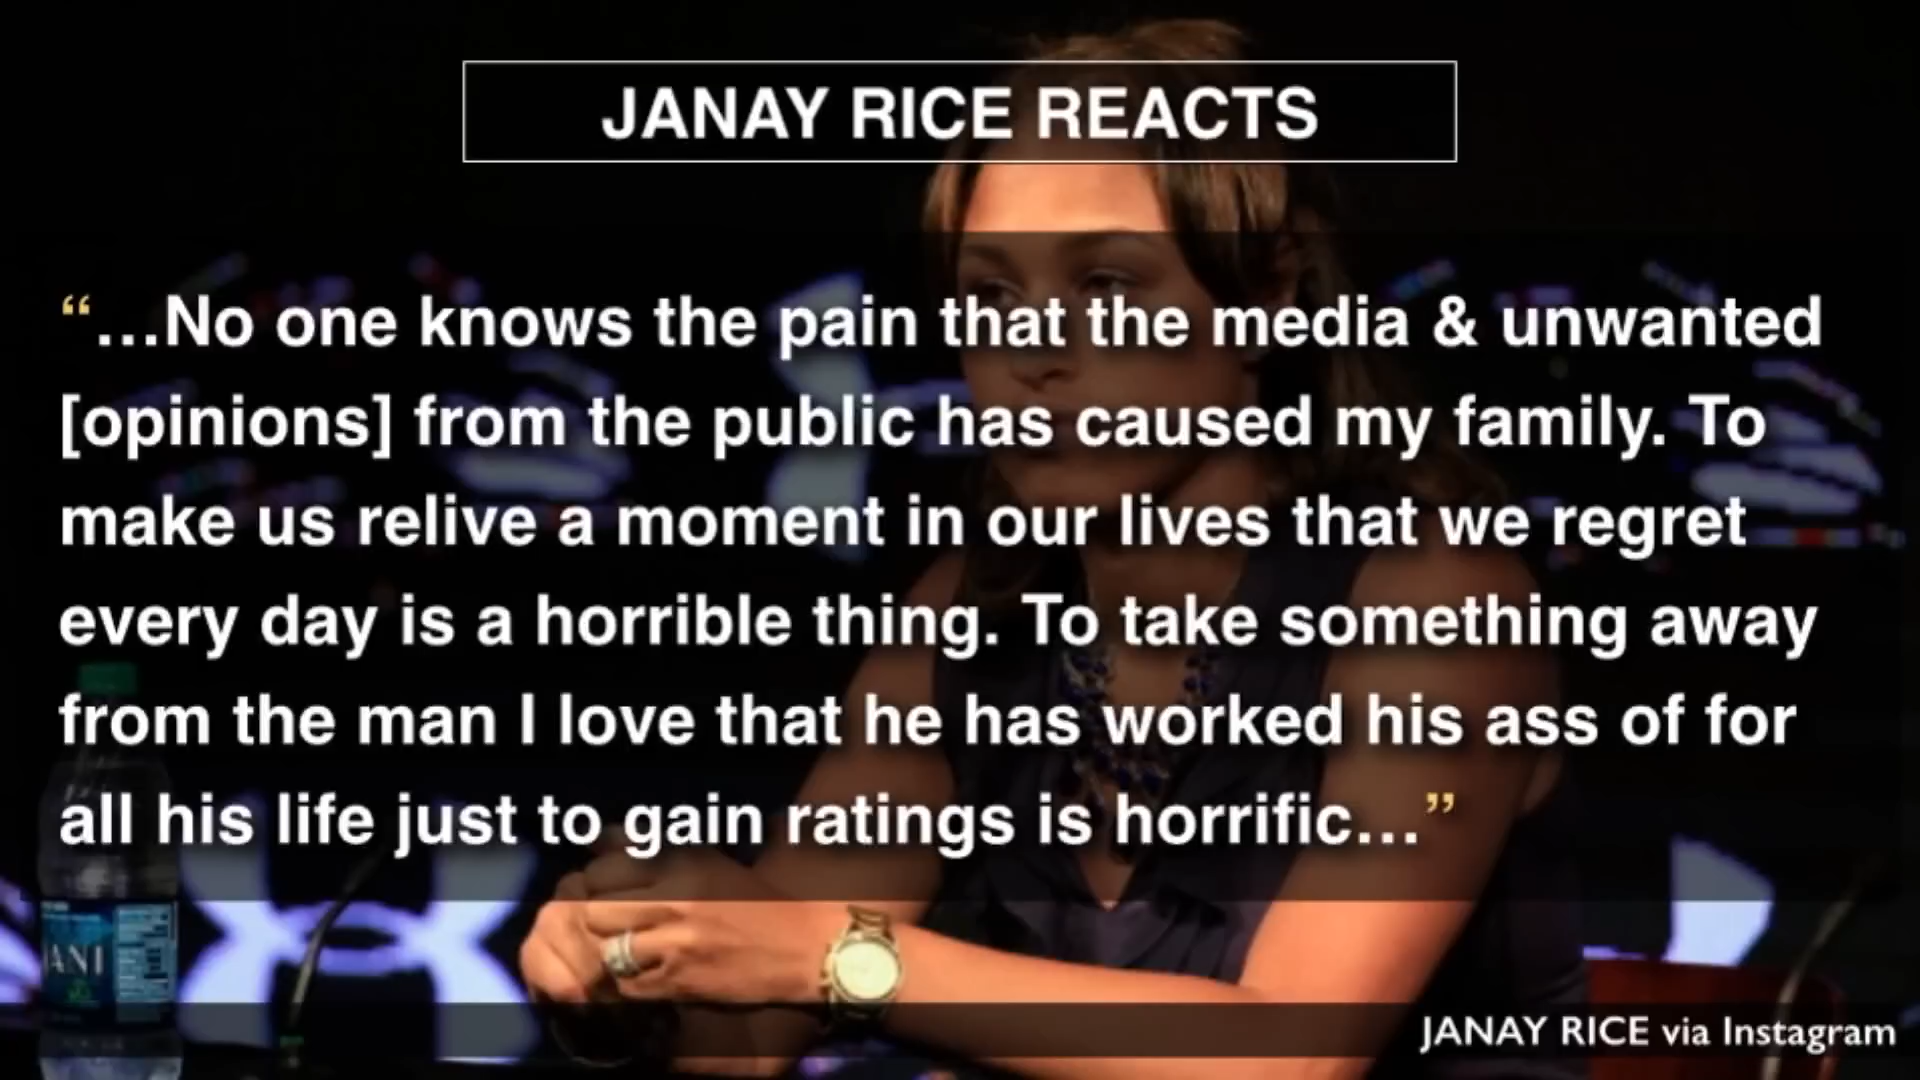 JANAY RICE REACTS
“...No one knows the pain that the media & unwanted
[opinions] from the public has caused my family. To
make us relive a moment in our lives that we regret
every day is a horrible thing. To take something away
from the man I love that he has worked his ass of for
all his life just to gain ratings is horrific...”
ANI
JANAY RICE via Instagram